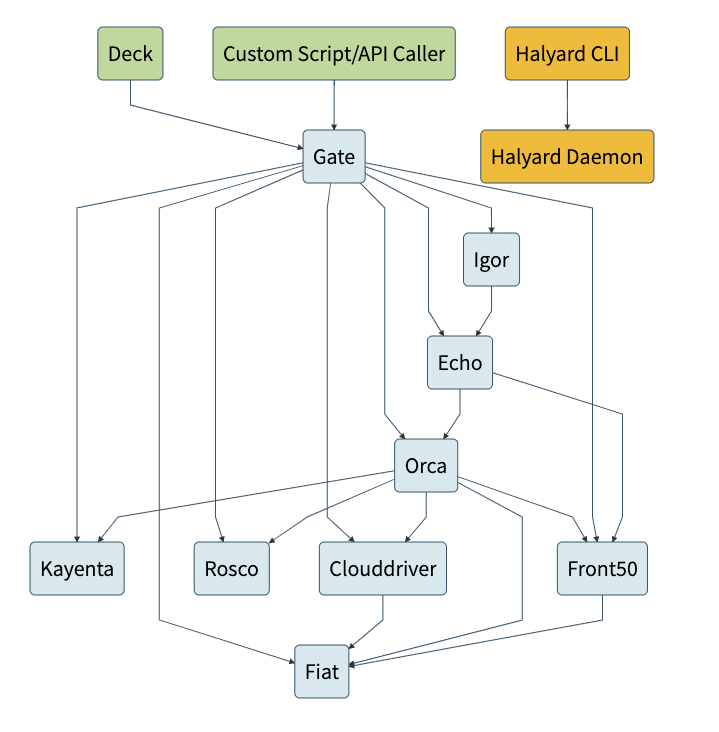 Deck
Custom Script/API Caller
Halyard CLI
Gate
Halyard Daemon
Igor
Echo
Orca
Kayenta
Rosco
Clouddriver
Front50
Fiat